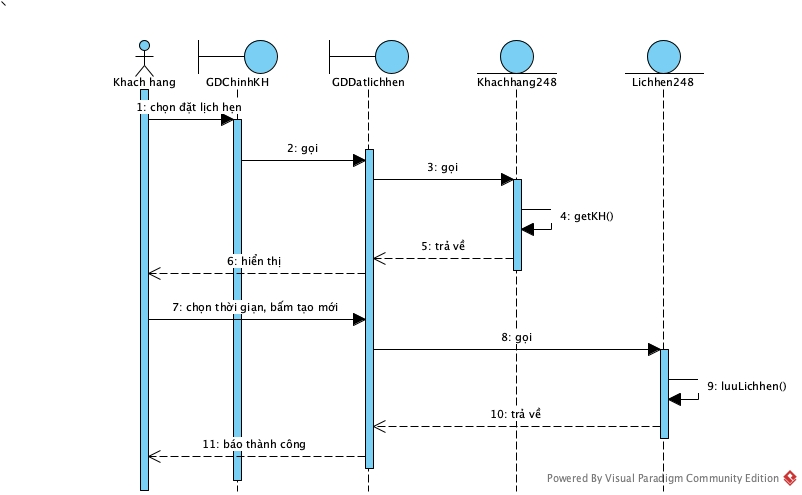 Khach hang
GDChinhKH
GDDatlichhen
Khachhang248
Lichhen248
1: chọn đặt lịch hẹn
2: gọi
3: gọi
4: getKH()
5: trả về
6: hiển thị
7: chọn thời giạn, bấm tạo mới
8: gọi
9: luuLichhen()
10: trả về
11: báo thành công
Powered By Visual Paradigm Community Edition